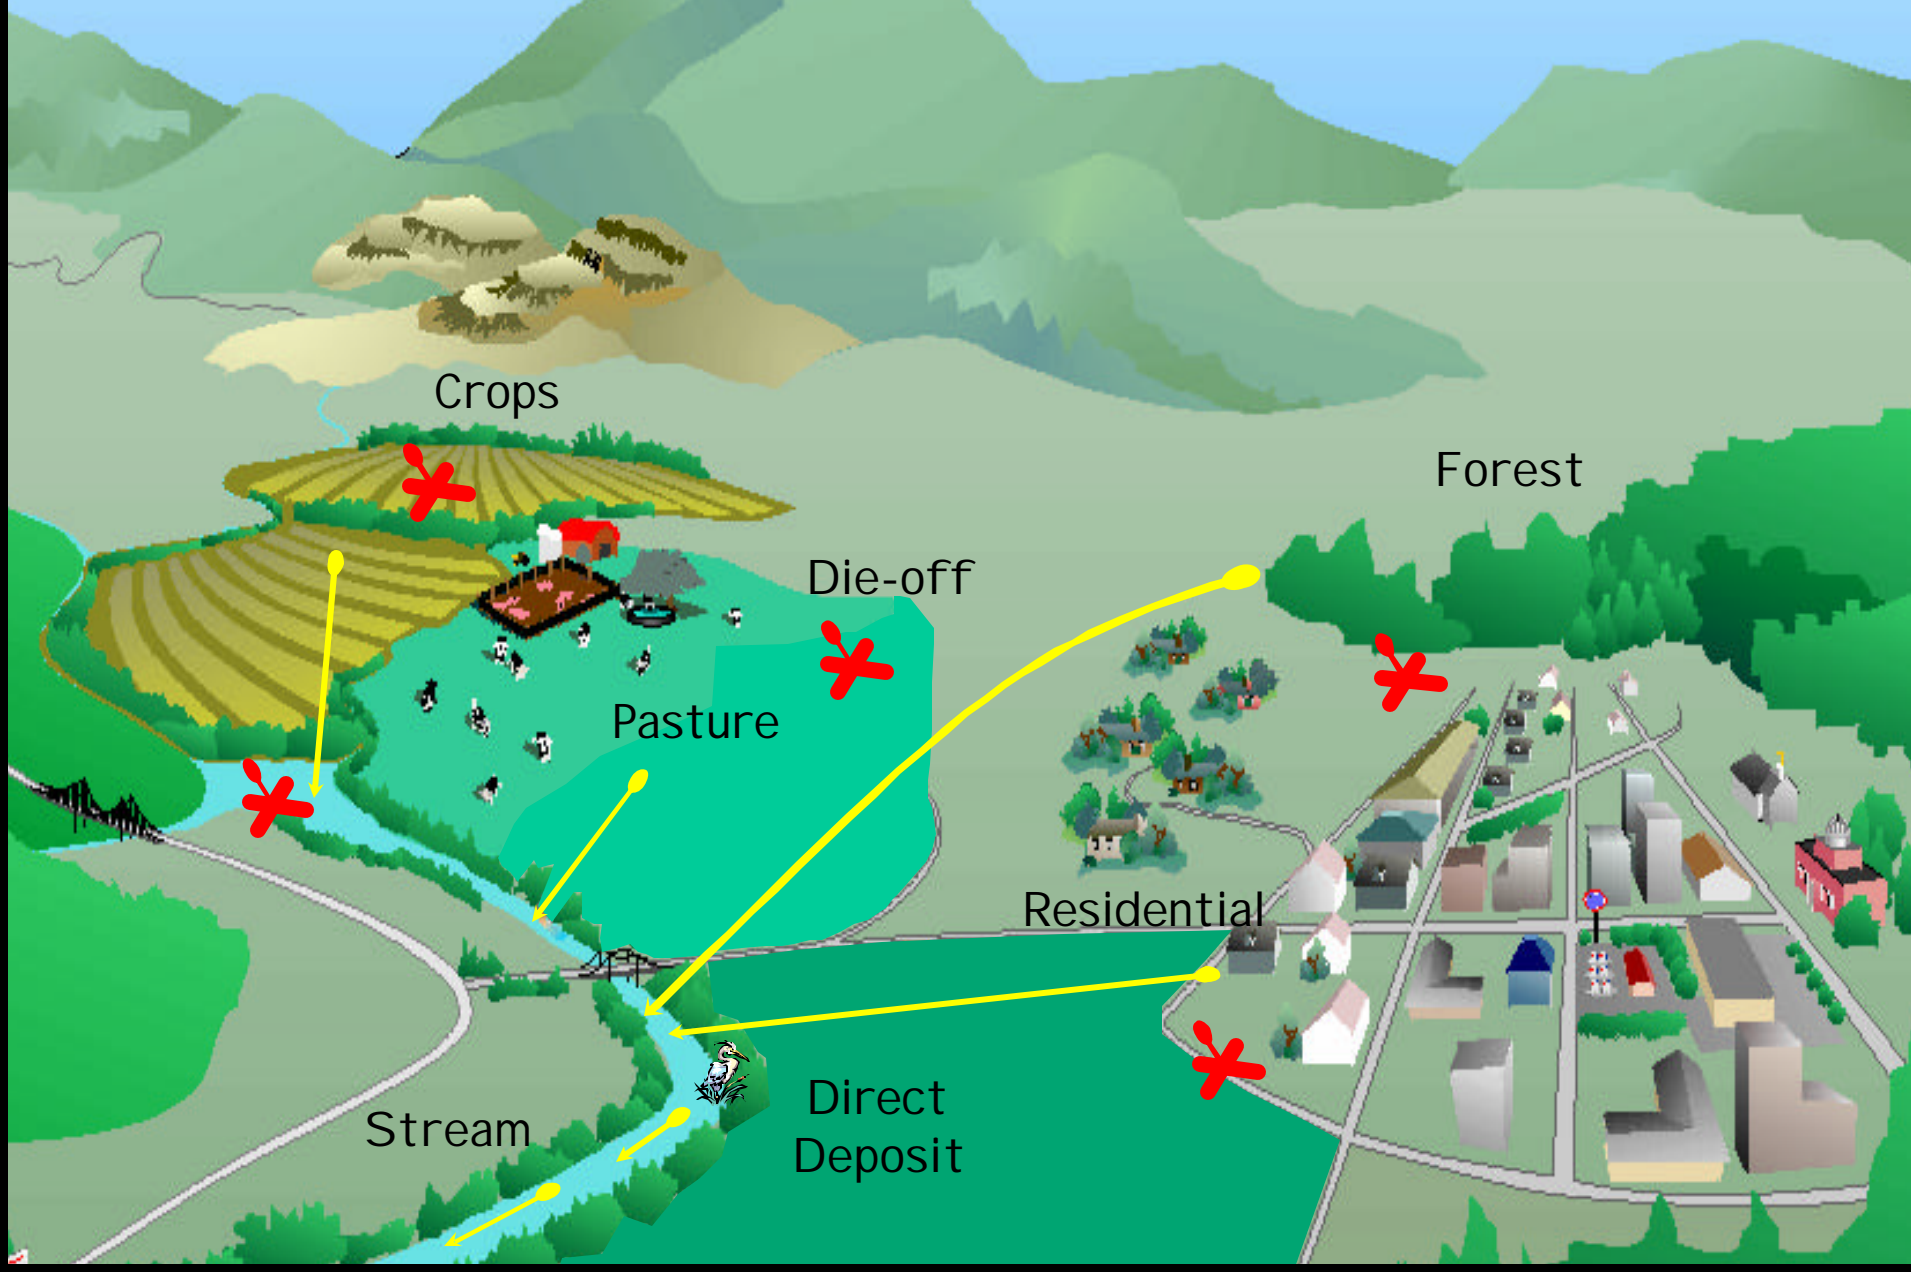 Crops
Forest
Die-off
Pasture
Residential
Direct
Deposit
Stream